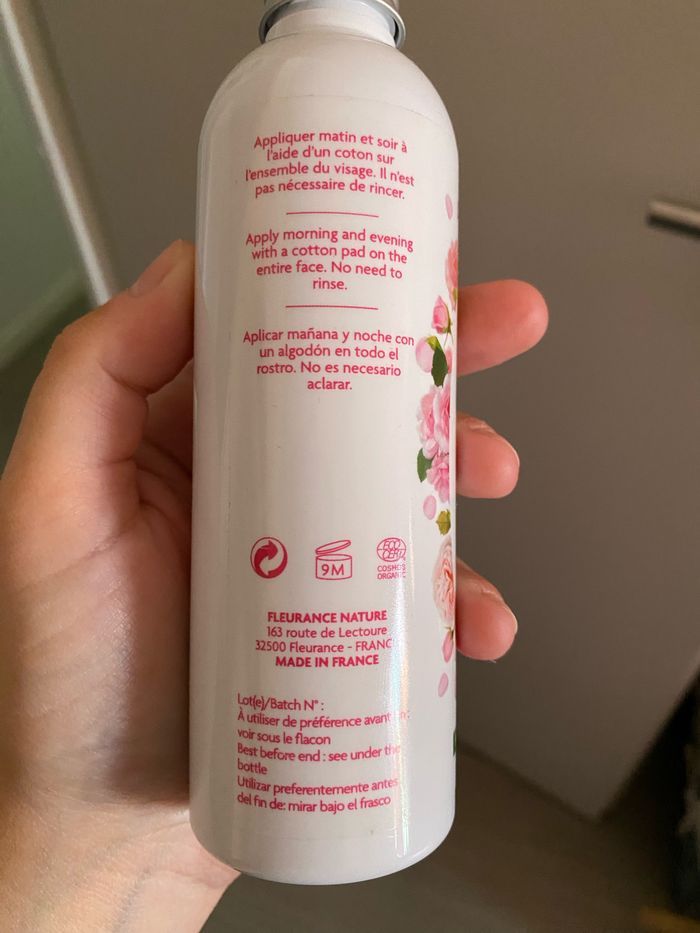 Appliquer matin et soir à
l'aide d'un coton sur
l'ensemble du visage. Il n'est
pas nécessaire de rincer.
Apply morning and evening
with a cotton pad on the
entire face. No need to
rinse.
Aplicar mañana y noche con
un algodón en todo el
rostro. No es necesario
aclarar.
9M
ECO
CERT
COSMOS
ORGANIC
FLEURANCE NATURE
163 route de Lectoure
32500 Fleurance - FRANC
MADE IN FRANCE
Lot(e)/Batch N° :
À utiliser de préférence avant
voir sous le flacon
Best before end : see under the
bottle
Utilizar preferentemente antes
del fin de: mirar bajo el frasco